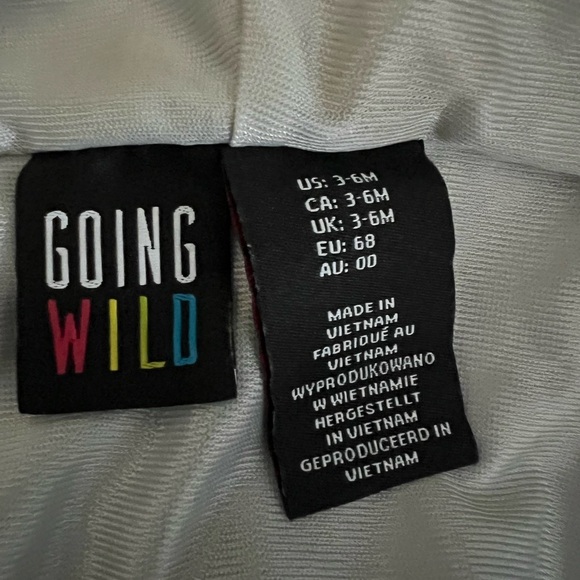 GOING
WILD
US: 3-6M
CA: 3-6M
UK: 3-6M
EU: 68
AU: 00
MADE IN
VIETNAM
FABRIQUÉ AU
VIETNAM
WYPRODUKOWANO
W WIETNAMIE
HERGESTELLT
IN VIETNAM
GEPRODUCEERD IN
VIETNAM